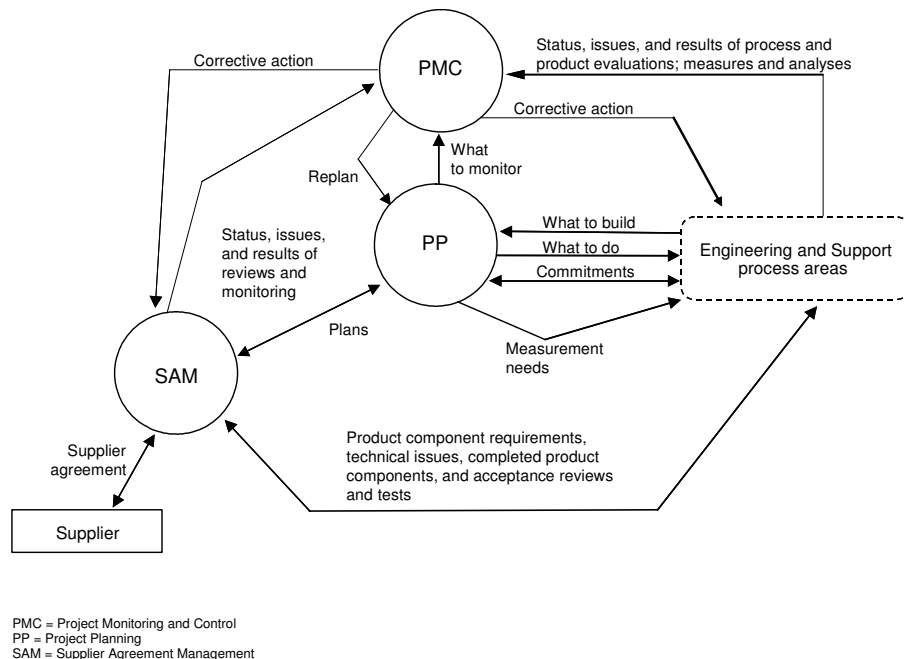 PMC
Status, issues, and results of process and
product evaluations; measures and analyses
Corrective action
Corrective action
What
to monitor
Replan
Status, issues,
and results of
reviews and
monitoring
PP
What to build
What to do
Commitments
Engineering and Support
process areas
Plans
Measurement
needs
SAM
Product component requirements,
technical issues, completed product
components, and acceptance reviews
and tests
Supplier
agreement
Supplier
PMC = Project Monitoring and Control
PP = Project Planning
SAM = Supplier Agreement Management